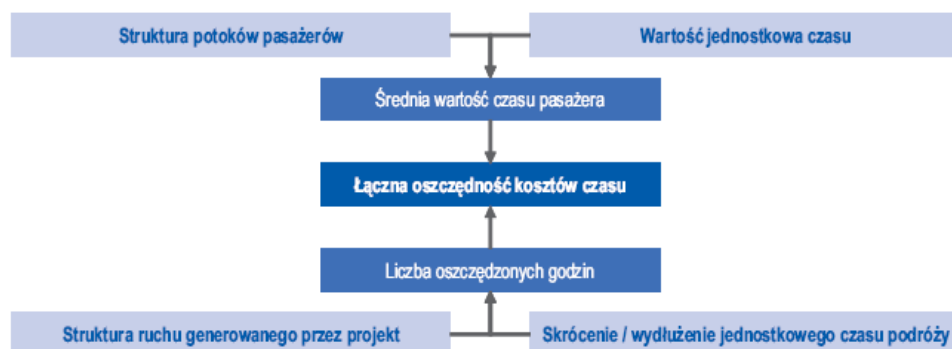 Struktura potoków pasażerów
Wartość jednostkowa czasu
Średnia wartość czasu pasażera
Łączna oszczędność kosztów czasu
Liczba oszczędzonych godzin
Struktura ruchu generowanego przez projekt
Skrócenie / wydłużenie jednostkowego czasu podróży